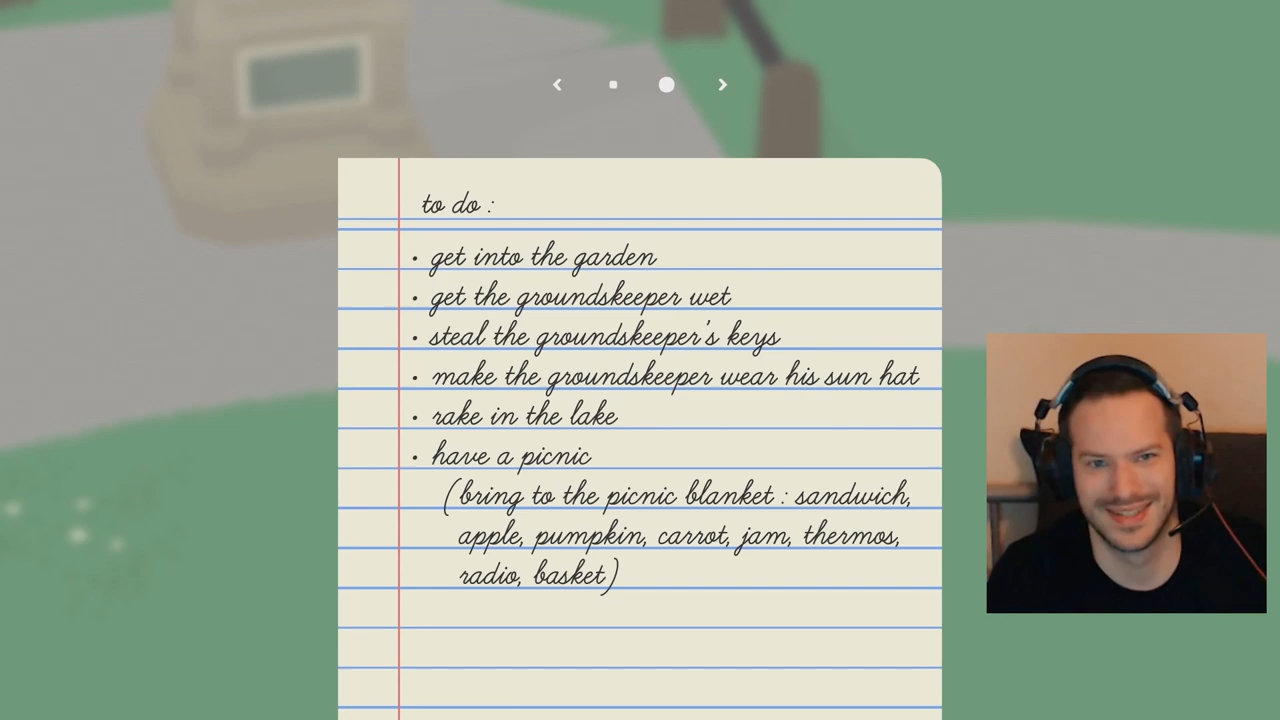 to do :
• get into the garden
• get the groundskeeper wet
• steal the groundskeeper's keys
• make the groundskeeper wear his sun hat
• rake in the lake
• have a picnic
(bring to the picnic blanket : sandwich,
apple, pumpkin, carrot, jam, thermos,
radio, basket)